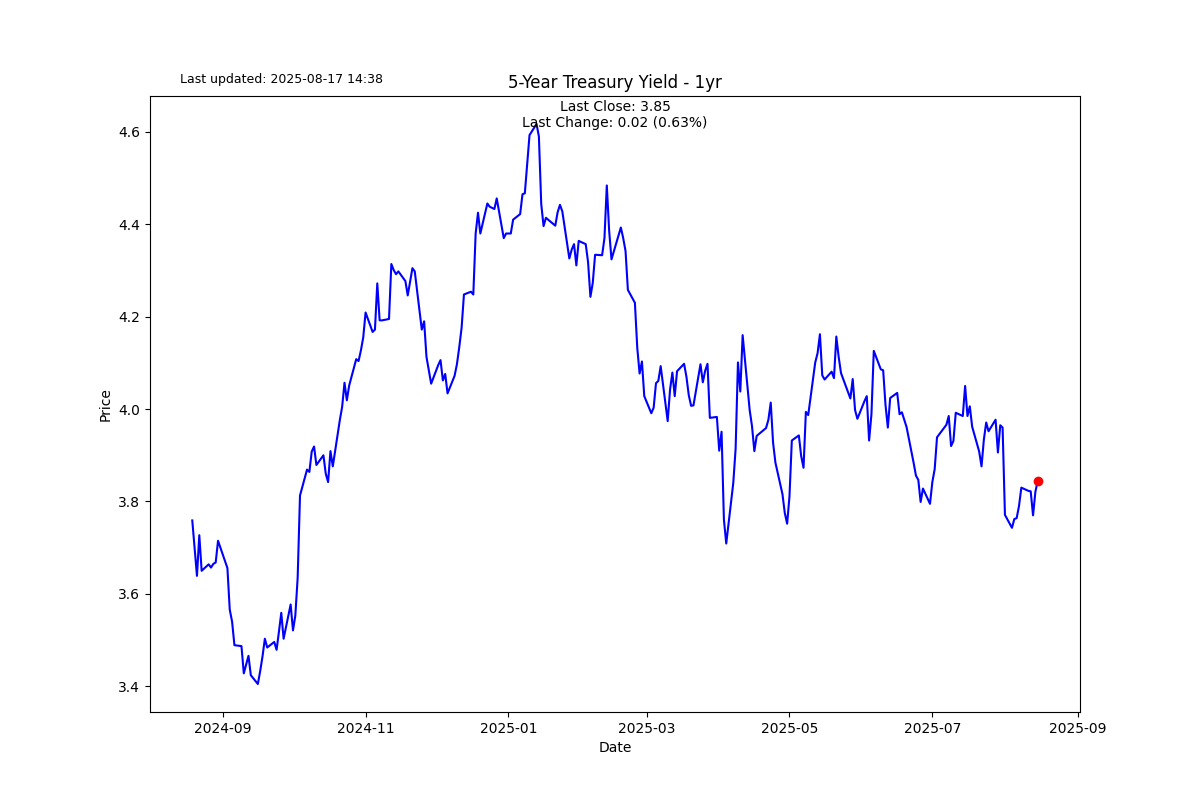 Last updated: 2025-08-17 14:38
5-Year Treasury Yield - 1yr
Last Close: 3.85
Last Change: 0.02 (0.63%)
4.6
4.4
4.2
4.0
3.8
3.6
3.4
Price
2024-09
2024-11
2025-01
2025-03
2025-05
2025-07
2025-09
Date